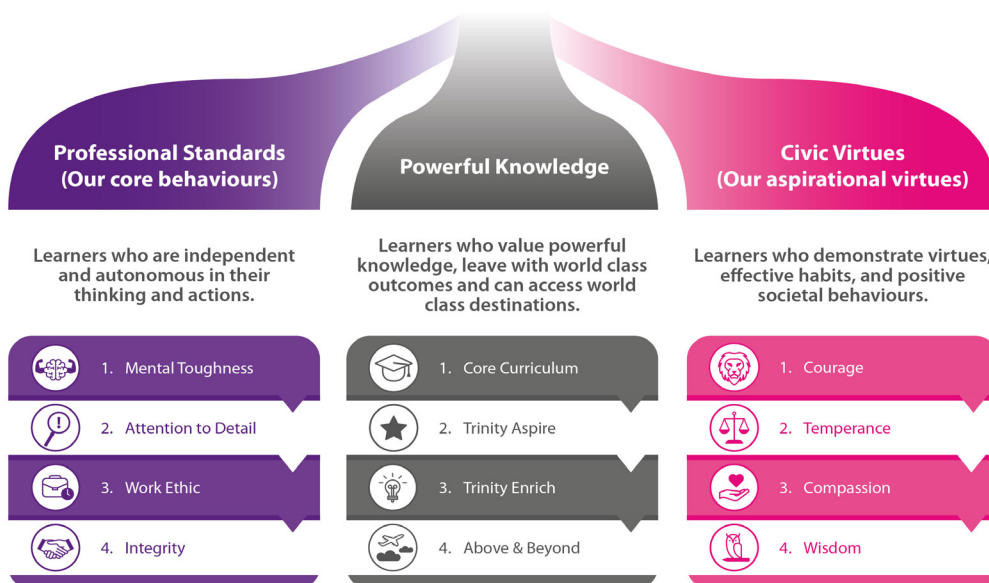 Professional Standards
(Our core behaviours)
Learners who are independent
and autonomous in their
thinking and actions.
1. Mental Toughness
2. Attention to Detail
3. Work Ethic
4. Integrity
Powerful Knowledge
Learners who value powerful
knowledge, leave with world class
outcomes and can access world
class destinations.
1. Core Curriculum
2. Trinity Aspire
3. Trinity Enrich
4. Above & Beyond
Civic Virtues
(Our aspirational virtues)
Learners who demonstrate virtues,
effective habits, and positive
societal behaviours.
1. Courage
2. Temperance
3. Compassion
4. Wisdom